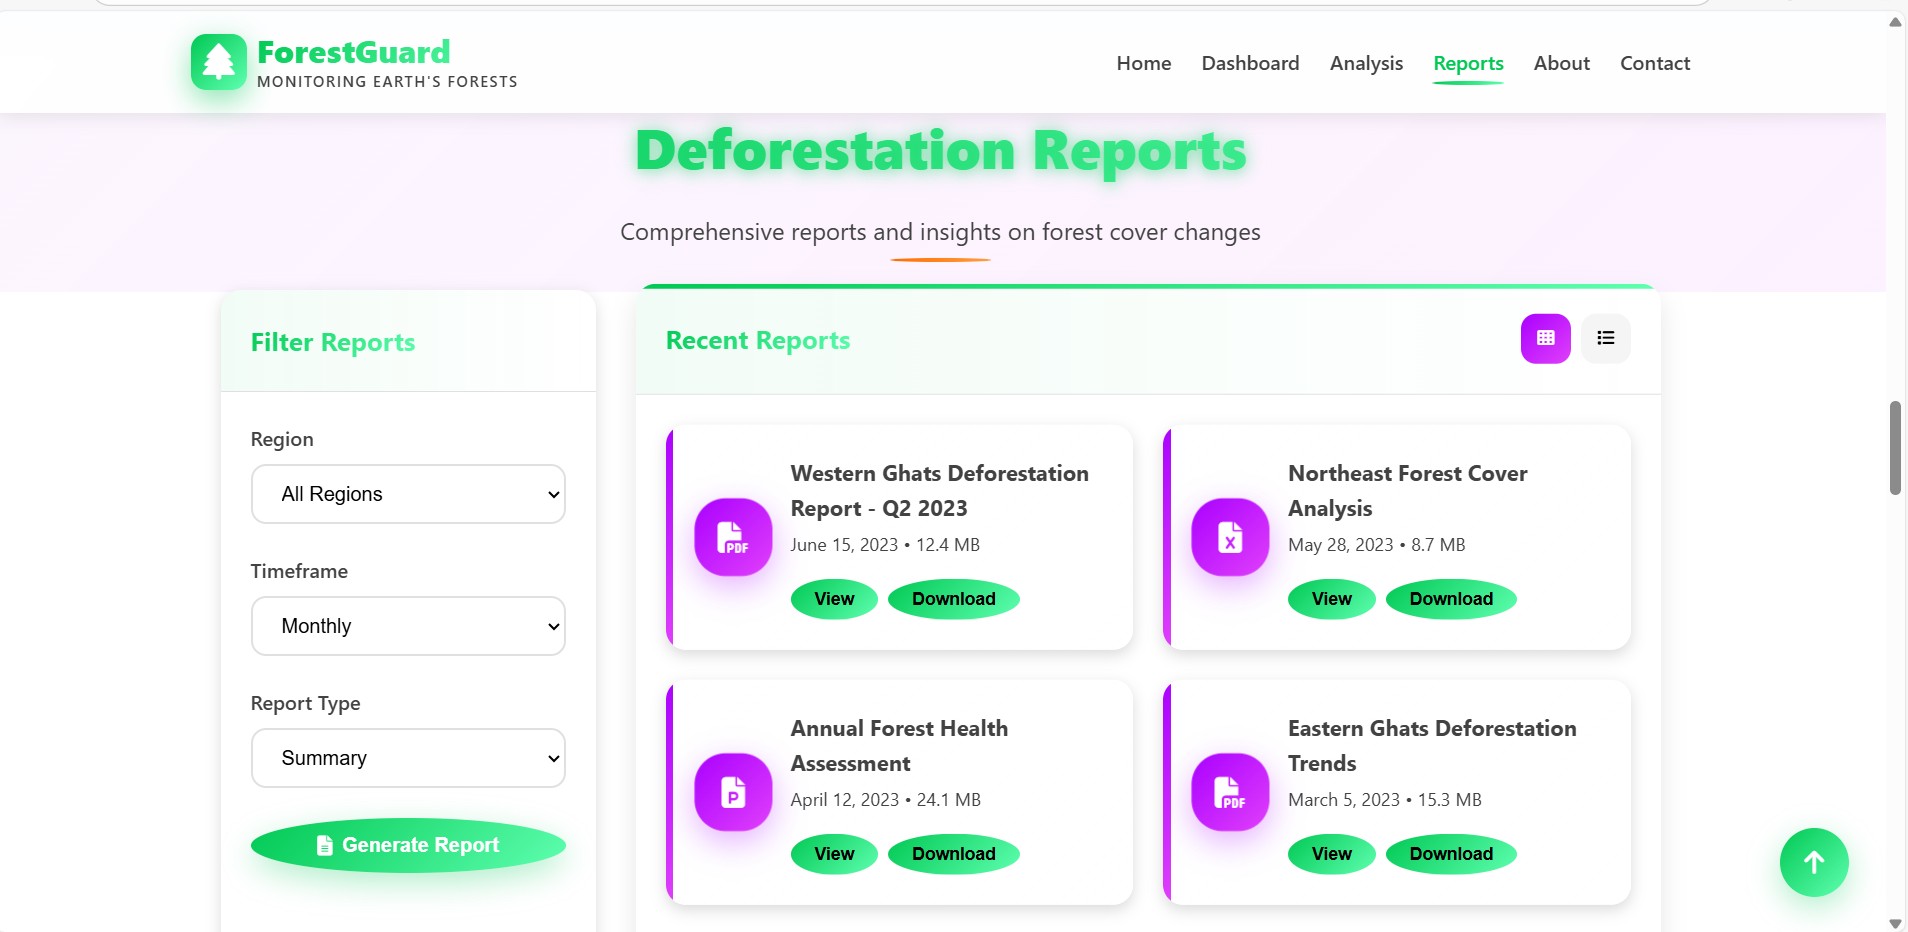 ForestGuard
MONITORING EARTH'S FORESTS
Home Dashboard Analysis Reports About Contact
Deforestation Reports
Comprehensive reports and insights on forest cover changes
Filter Reports
Region
All Regions
Timeframe
Monthly
Report Type
Summary
Generate Report
Recent Reports
Western Ghats Deforestation
Report - Q2 2023
PDF
June 15, 2023 • 12.4 MB
View Download
Northeast Forest Cover
Analysis
X
May 28, 2023 • 8.7 MB
View Download
Annual Forest Health
Assessment
P
April 12, 2023 • 24.1 MB
View Download
Eastern Ghats Deforestation
Trends
PDF
March 5, 2023 • 15.3 MB
View Download